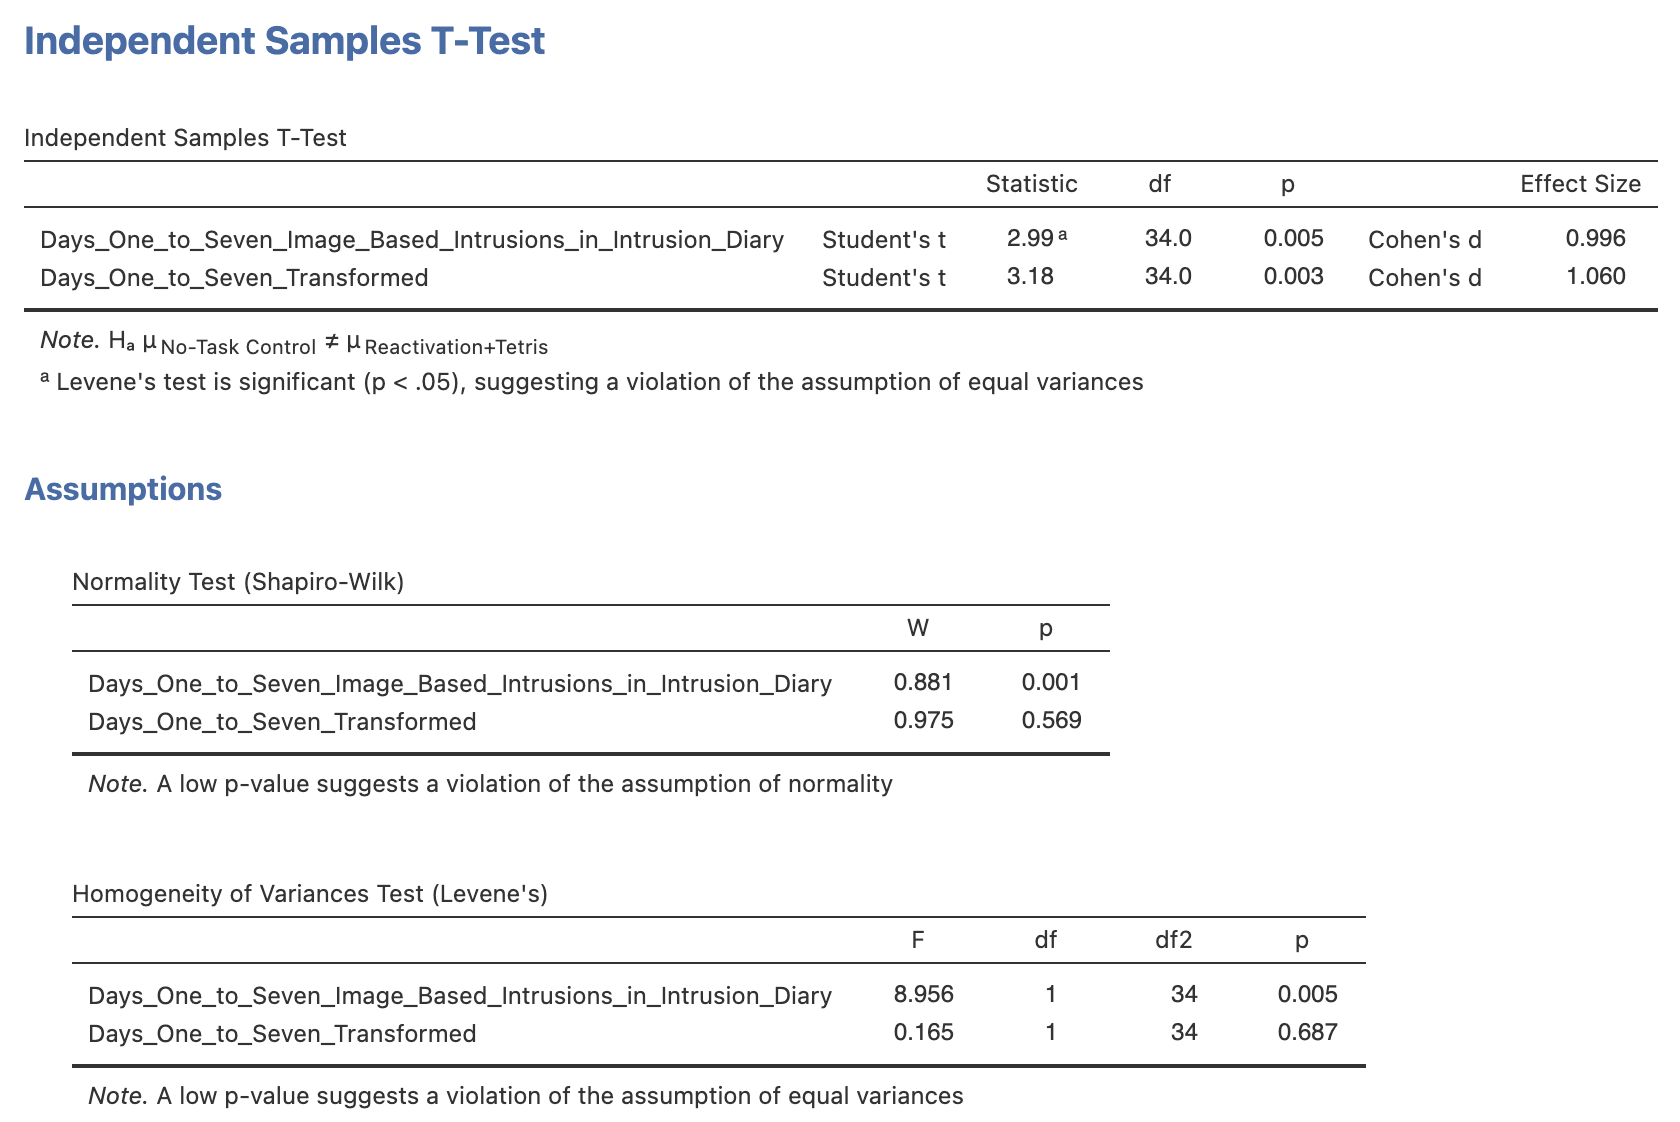 Independent Samples T-Test
Independent Samples T-Test
Statistic df p Effect Size
Days_One_to_Seven_Image_Based_Intrusions_in_Intrusion_Diary Student's t 2.99 ᵃ 34.0 0.005 Cohen's d 0.996
Days_One_to_Seven_Transformed Student's t 3.18 34.0 0.003 Cohen's d 1.060
Note. Hₐ μ No-Task Control ≠ μ Reactivation+Tetris
ᵃ Levene's test is significant (p < .05), suggesting a violation of the assumption of equal variances
Assumptions
Normality Test (Shapiro-Wilk)
W p
Days_One_to_Seven_Image_Based_Intrusions_in_Intrusion_Diary 0.881 0.001
Days_One_to_Seven_Transformed 0.975 0.569
Note. A low p-value suggests a violation of the assumption of normality
Homogeneity of Variances Test (Levene's)
F df df2 p
Days_One_to_Seven_Image_Based_Intrusions_in_Intrusion_Diary 8.956 1 34 0.005
Days_One_to_Seven_Transformed 0.165 1 34 0.687
Note. A low p-value suggests a violation of the assumption of equal variances